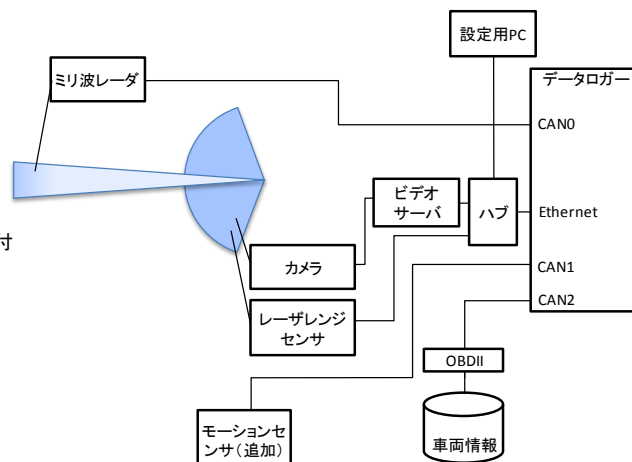 設定用PC
ミリ波レーダ
データロガー
CAN0
ビデオ
サーバ
ハブ
Ethernet
付
カメラ
CAN1
レーザレンジ
センサ
CAN2
OBDII
モーションセ
ンサ(追加)
車両情報